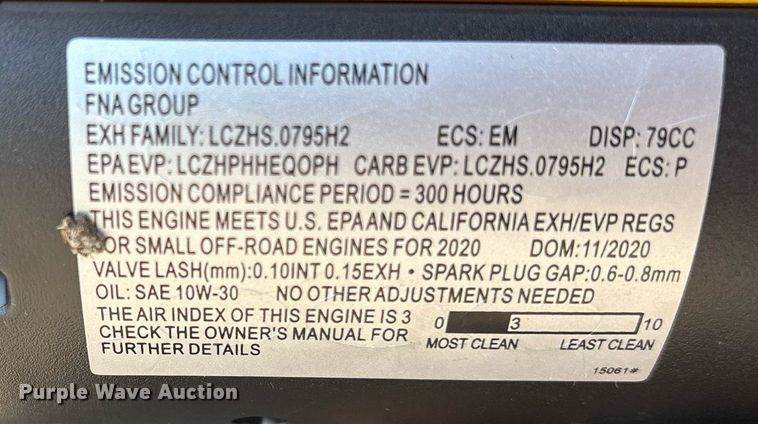 EMISSION CONTROL INFORMATION
FNA GROUP
EXH FAMILY: LCZHS.0795H2 ECS: EM DISP: 79CC
EPA EVP: LCZHPHHEQOPH CARB EVP: LCZHS.0795H2 ECS: P
EMISSION COMPLIANCE PERIOD = 300 HOURS
THIS ENGINE MEETS U.S. EPA AND CALIFORNIA EXH/EVP REGS
FOR SMALL OFF-ROAD ENGINES FOR 2020 DOM: 11/2020
VALVE LASH(mm): 0.10INT 0.15EXH • SPARK PLUG GAP: 0.6-0.8mm
OIL: SAE 10W-30 NO OTHER ADJUSTMENTS NEEDED
THE AIR INDEX OF THIS ENGINE IS 3
CHECK THE OWNER'S MANUAL FOR
FURTHER DETAILS
0 3 10
MOST CLEAN LEAST CLEAN
15061#
Purple Wave Auction